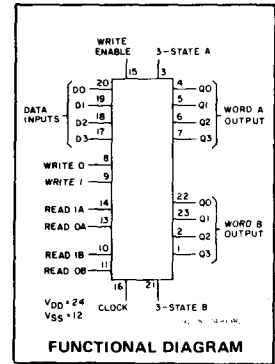 WRITE
ENABLE
3-STATE A
15
3
20
D0
19
D1
18
D2
17
D3
DATA
INPUTS
4
Q0
5
Q1
6
Q2
7
Q3
WORD A
OUTPUT
8
WRITE 0
9
WRITE 1
14
READ 1A
13
READ 0A
10
READ 1B
11
READ 0B
22
Q0
23
Q1
2
Q2
1
Q3
WORD B
OUTPUT
16
21
VDD = 24
VSS = 12
CLOCK
3-STATE B
FUNCTIONAL DIAGRAM